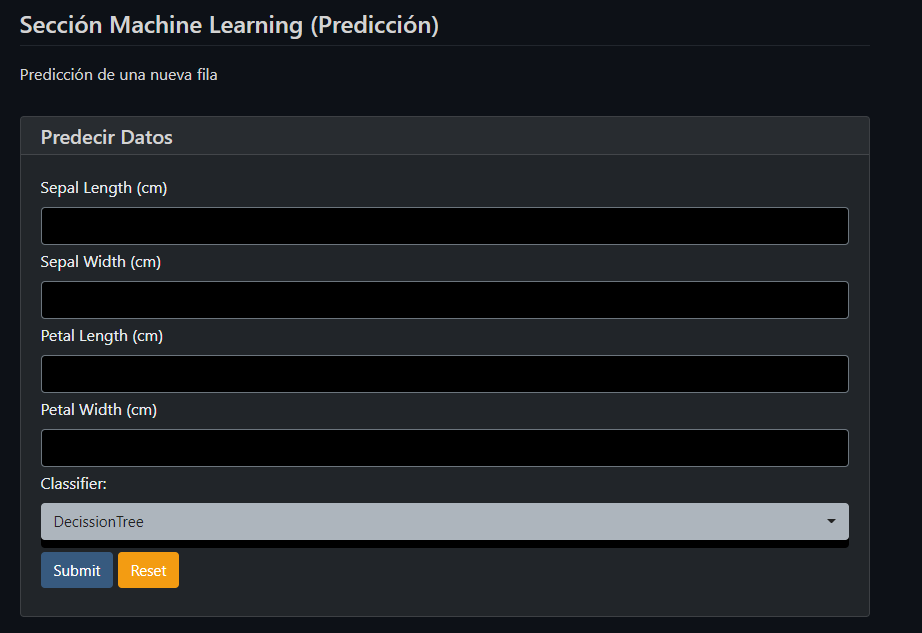 Sección Machine Learning (Predicción)
Predicción de una nueva fila
Predecir Datos
Sepal Length (cm)
Sepal Width (cm)
Petal Length (cm)
Petal Width (cm)
Classifier:
DecissionTree
Submit Reset